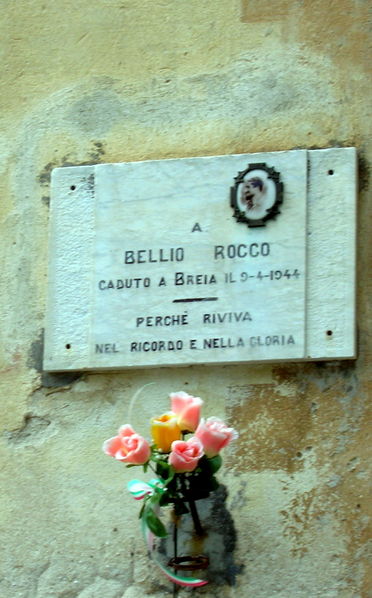 A
BELLIO ROCCO
CADUTO A BREIA IL 9-4-1944
PERCHÉ RIVIVA
NEL RICORDO E NELLA GLORIA